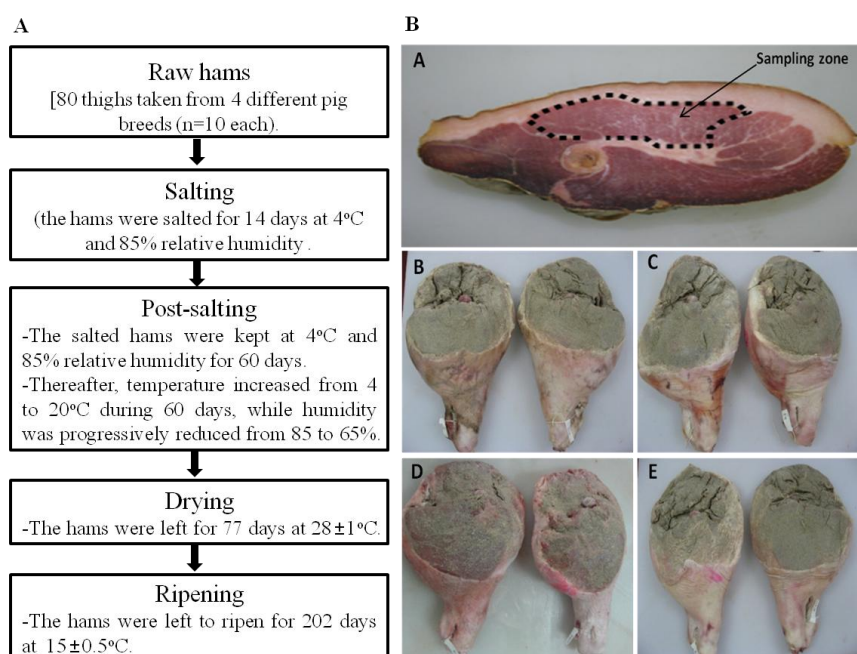 A
Raw hams
[80 thighs taken from 4 different pig
breeds (n=10 each).
Salting
(the hams were salted for 14 days at 4°C
and 85% relative humidity .
Post-salting
-The salted hams were kept at 4°C and
85% relative humidity for 60 days.
-Thereafter, temperature increased from 4
to 20°C during 60 days, while humidity
was progressively reduced from 85 to 65%.
Drying
-The hams were left for 77 days at 28±1°C.
Ripening
-The hams were left to ripen for 202 days
at 15±0.5°C.
B
A
Sampling zone
B
C
D
E